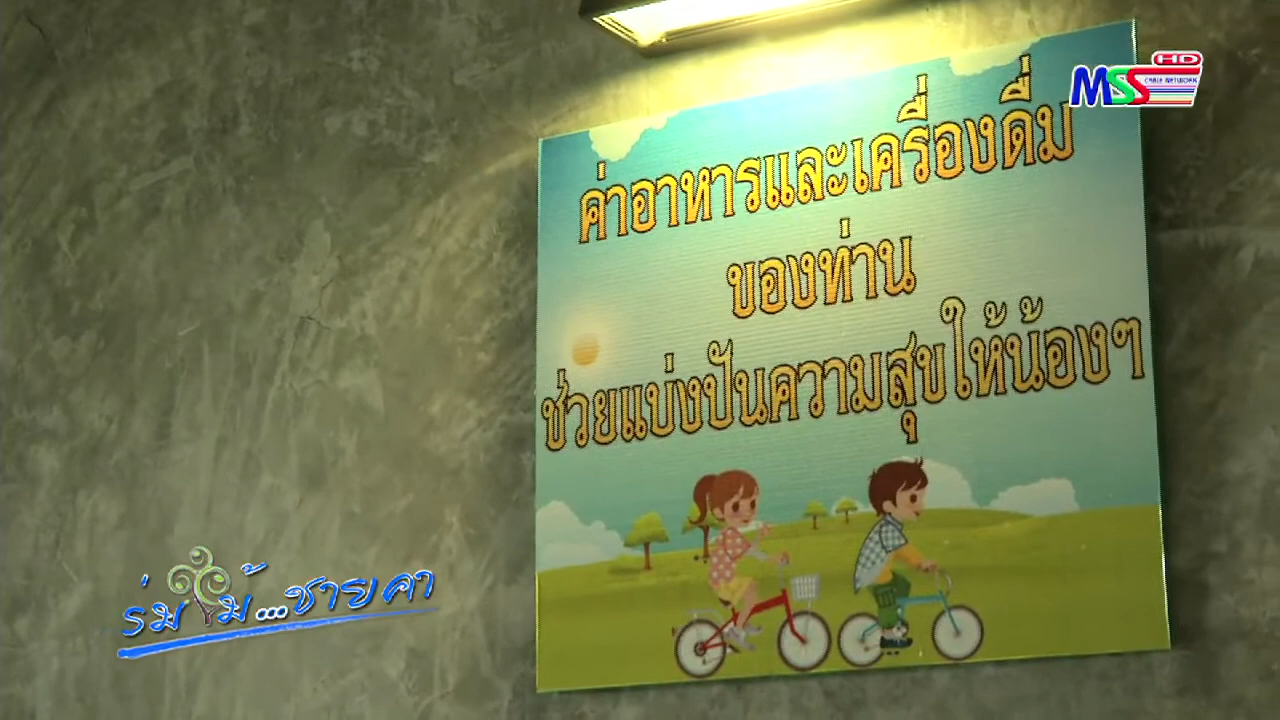 HD
MSS
CABLE NETWORK
ค่าอาหารและเครื่องดื่ม
ของท่าน
ช่วยแบ่งปันความสุขให้น้องๆ
ร่มไม้...ชายคา